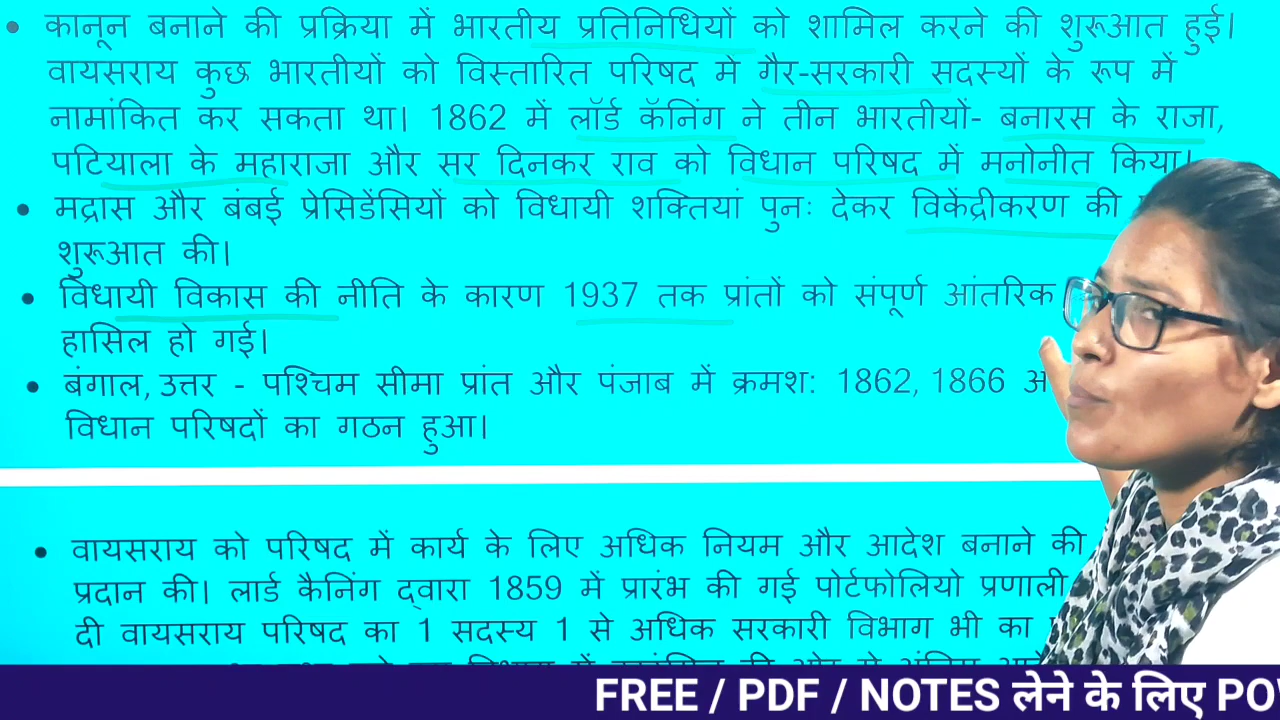 • कानून बनाने की प्रक्रिया में भारतीय प्रतिनिधियों को शामिल करने की शुरूआत हुई।
वायसराय कुछ भारतीयों को विस्तारित परिषद में गैर-सरकारी सदस्यों के रूप में
नामांकित कर सकता था। 1862 में लॉर्ड कॅनिंग ने तीन भारतीयों- बनारस के राजा,
पटियाला के महाराजा और सर दिनकर राव को विधान परिषद में मनोनीत किया।
• मद्रास और बंबई प्रेसिडेंसियों को विधायी शक्तियां पुनः देकर विकेंद्रीकरण की
शुरूआत की।
• विधायी विकास की नीति के कारण 1937 तक प्रांतों को संपूर्ण आंतरिक
हासिल हो गई।
• बंगाल, उत्तर - पश्चिम सीमा प्रांत और पंजाब में क्रमश: 1862, 1866
विधान परिषदों का गठन हुआ।
• वायसराय को परिषद में कार्य के लिए अधिक नियम और आदेश बनाने की
प्रदान की। लार्ड कैनिंग द्वारा 1859 में प्रारंभ की गई पोर्टफोलियो प्रणाली
दी वायसराय परिषद का 1 सदस्य 1 से अधिक सरकारी विभाग भी का
FREE / PDF / NOTES लेने के लिए